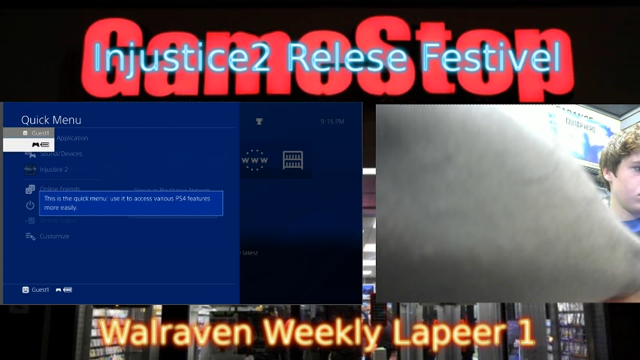 GameStop
Injustice2 Relese Festivel
Quick Menu
Guest1
Application
9:15 PM
Sound/Devices
Injustice 2
Online Friends
This is the quick menu: use it to access various PS4 features
more easily.
Customize
Guest1
Walraven Weekly Lapeer 1